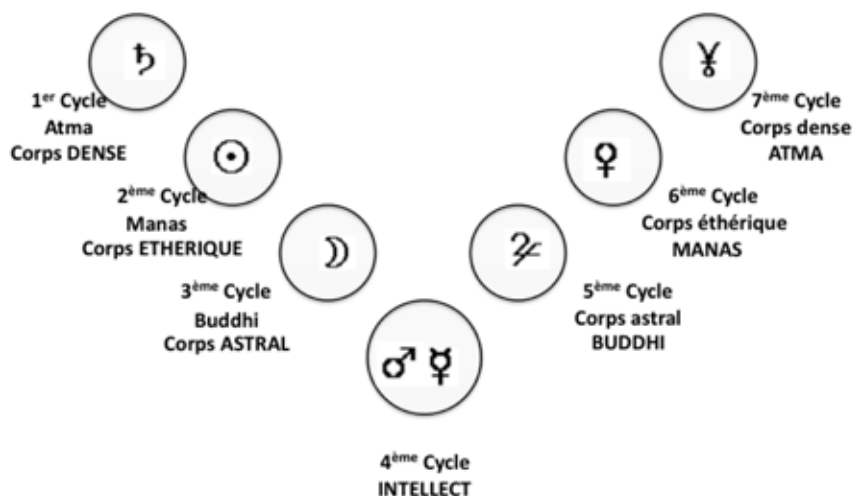 1er Cycle
Atma
Corps DENSE
2ème Cycle
Manas
Corps ETHERIQUE
3ème Cycle
Buddhi
Corps ASTRAL
4ème Cycle
INTELLECT
5ème Cycle
Corps astral
BUDDHI
6ème Cycle
Corps éthérique
MANAS
7ème Cycle
Corps dense
ATMA